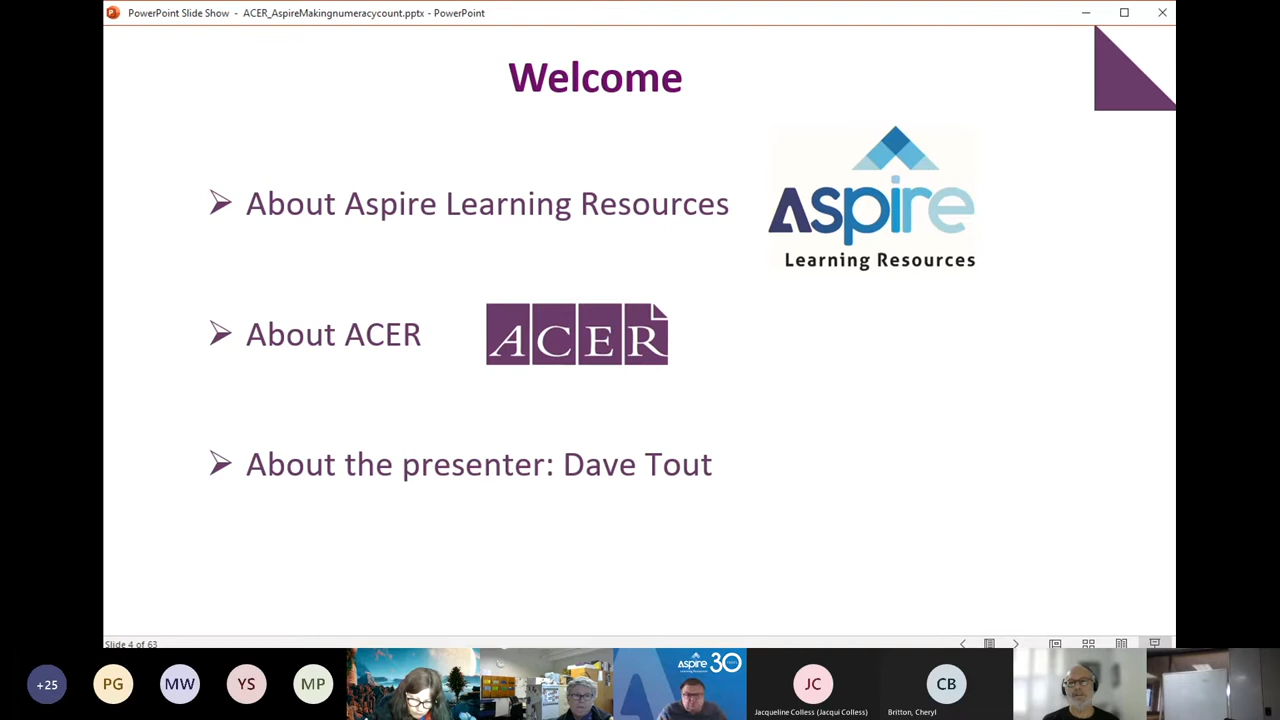 PowerPoint Slide Show - ACER_AspireMakingnumeracycount.pptx - PowerPoint
Welcome
About Aspire Learning Resources
Aspire
Learning Resources
About ACER
ACER
About the presenter: Dave Tout
Slide 4 of 63
+25
PG
MW
YS
MP
Aspire 30
JC
Jacqueline Colless (Jacqui Colless)
CB
Britton, Cheryl